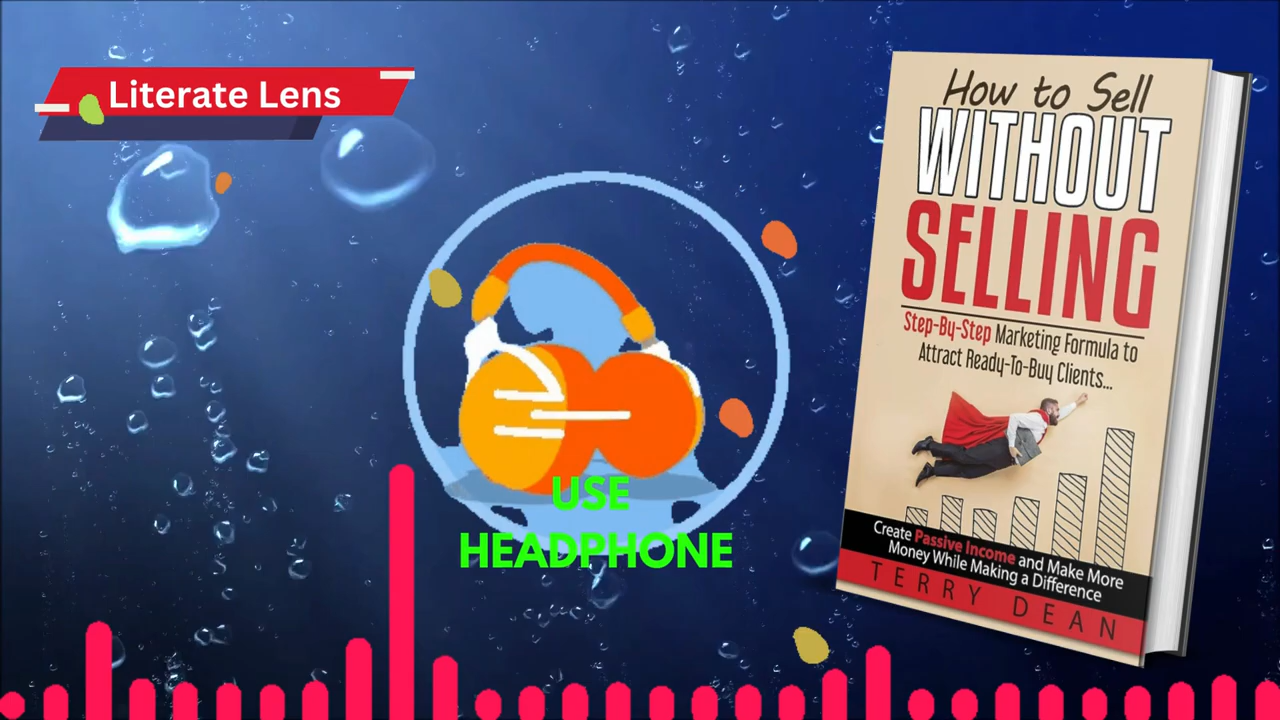 Literate Lens
How to Sell
WITHOUT
SELLING
Step-By-Step Marketing Formula to
Attract Ready-To-Buy Clients...
Create Passive Income and Make More
Money While Making a Difference
TERRY DEAN
USE
HEADPHONE